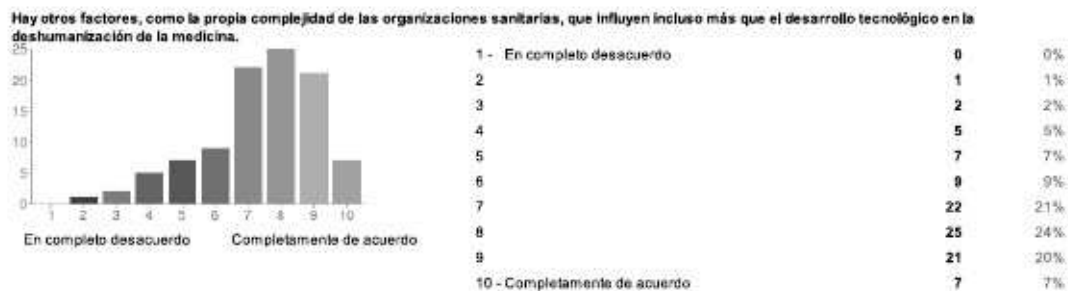 Hay otros factores, como la propia complejidad de las organizaciones sanitarias, que influyen incluso más que el desarrollo tecnológico en la
deshumanización de la medicina.
25
20
15
10
5
0
1 2 3 4 5 6 7 8 9 10
En completo desacuerdo Completamente de acuerdo
1 - En completo desacuerdo 0 0%
2 1 1%
3 2 2%
4 5 5%
5 7 7%
6 9 9%
7 22 21%
8 25 24%
9 21 20%
10 - Completamente de acuerdo 7 7%